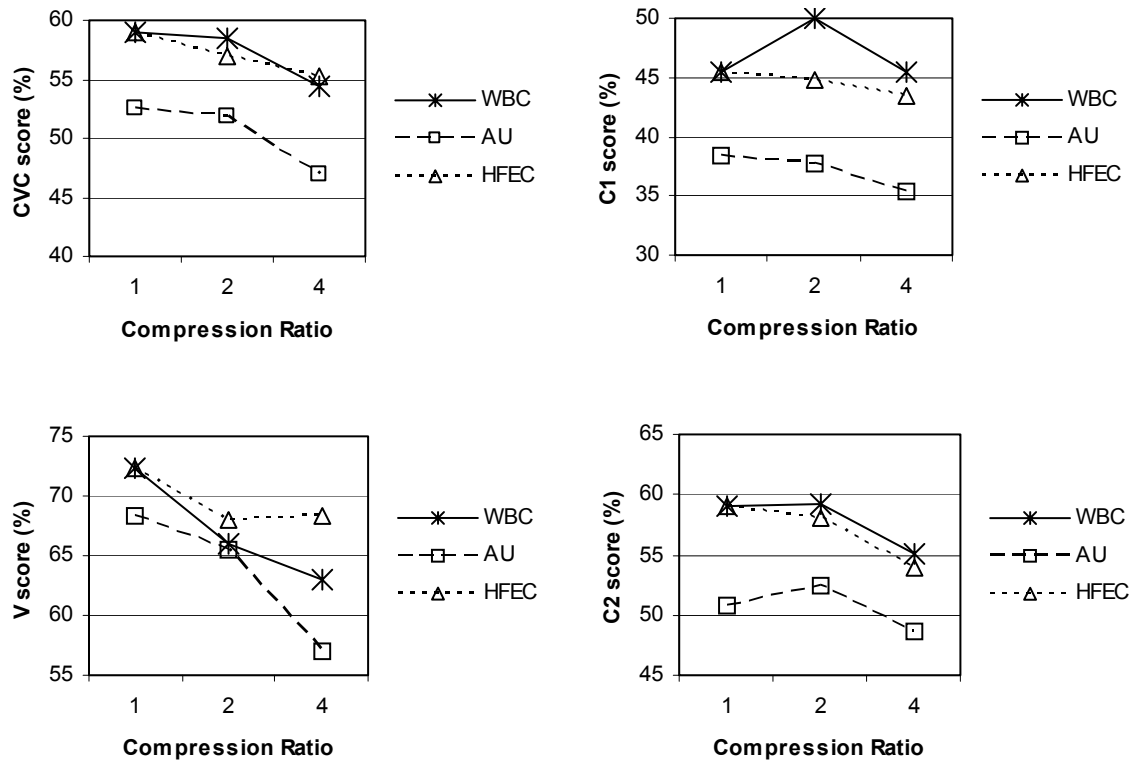 60
55
50
45
40
CVC score (%)
1 2 4
Compression Ratio
WBC
AU
HFEC
50
45
40
35
30
C1 score (%)
1 2 4
Compression Ratio
WBC
AU
HFEC
75
70
65
60
55
V score (%)
1 2 4
Compression Ratio
WBC
AU
HFEC
65
60
55
50
45
C2 score (%)
1 2 4
Compression Ratio
WBC
AU
HFEC